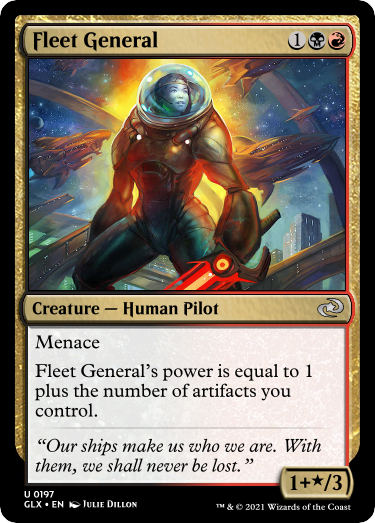 Fleet General 1
Creature — Human Pilot
Menace
Fleet General's power is equal to 1
plus the number of artifacts you
control.
“Our ships make us who we are. With
them, we shall never be lost.”
1+★/3
U 0197
GLX • EN Julie Dillon
™ & © 2021 Wizards of the Coast